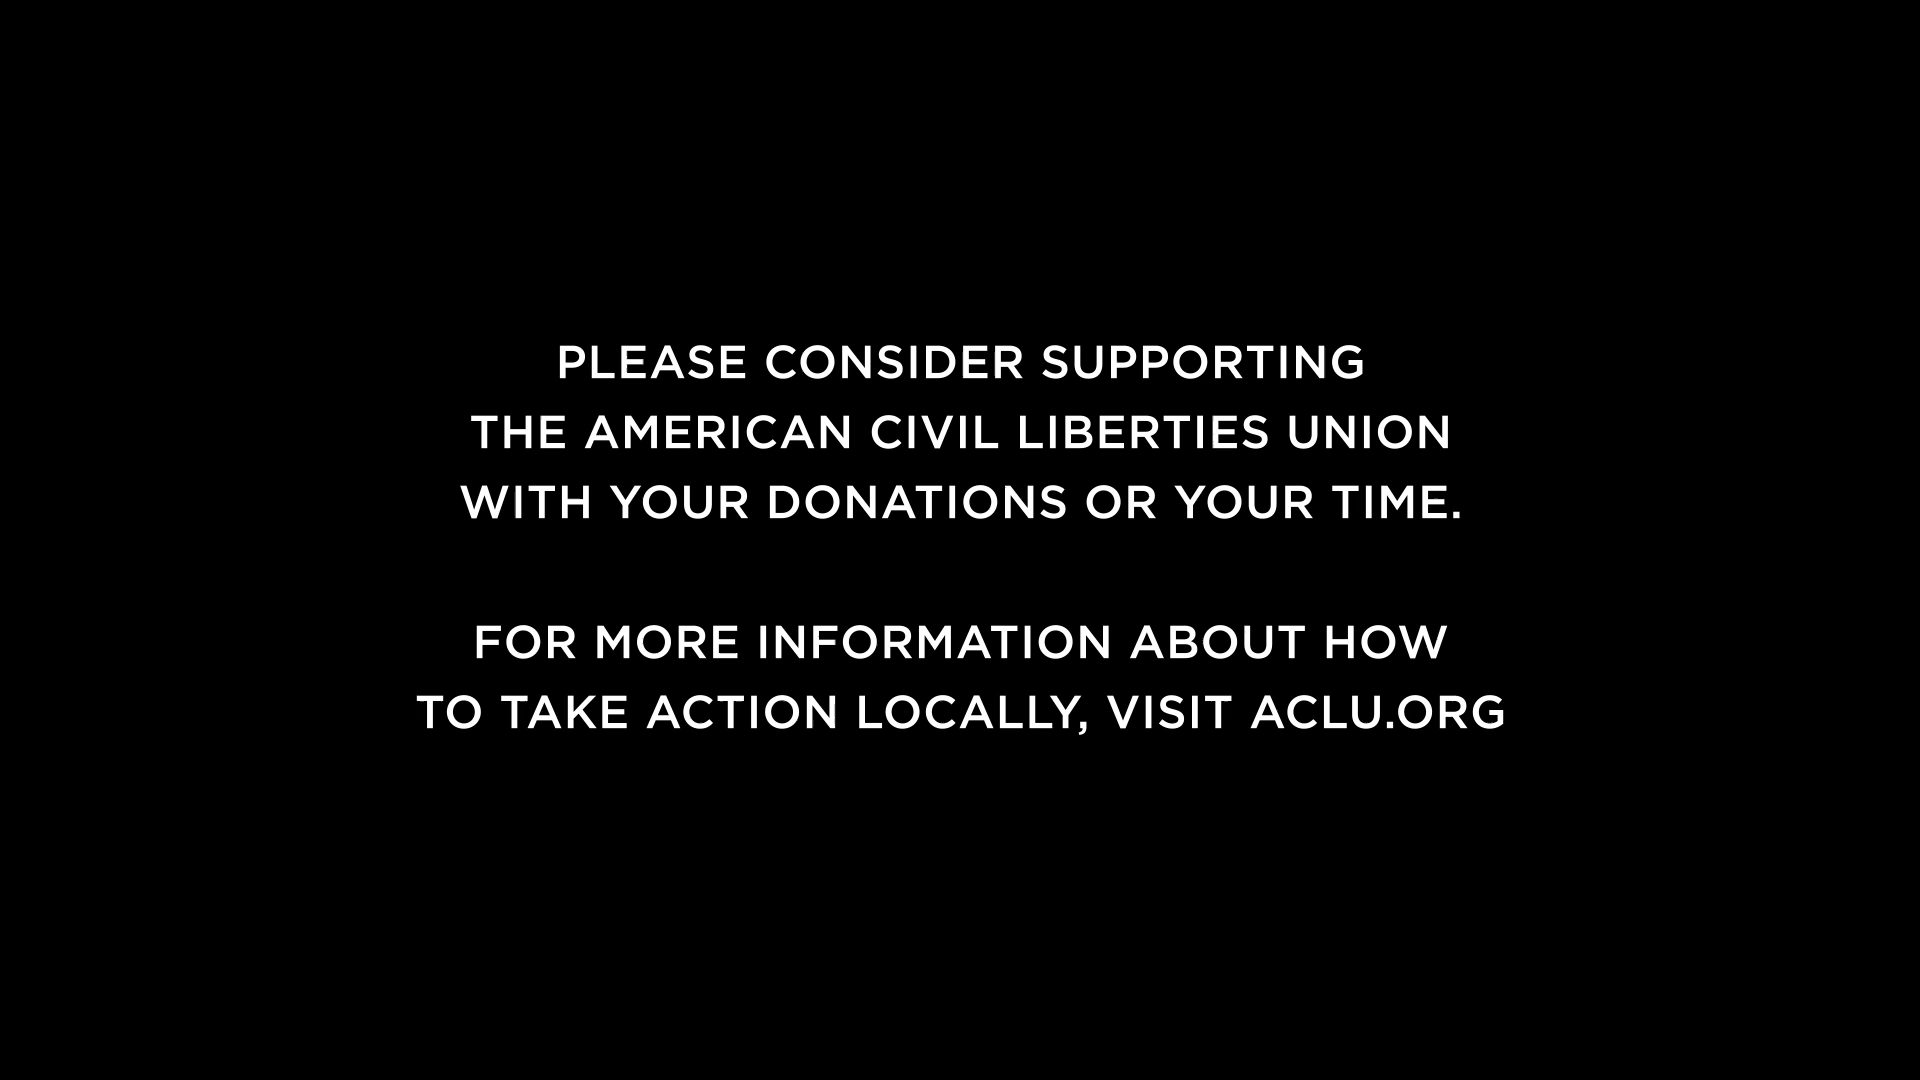 PLEASE CONSIDER SUPPORTING
THE AMERICAN CIVIL LIBERTIES UNION
WITH YOUR DONATIONS OR YOUR TIME.
FOR MORE INFORMATION ABOUT HOW
TO TAKE ACTION LOCALLY, VISIT ACLU.ORG